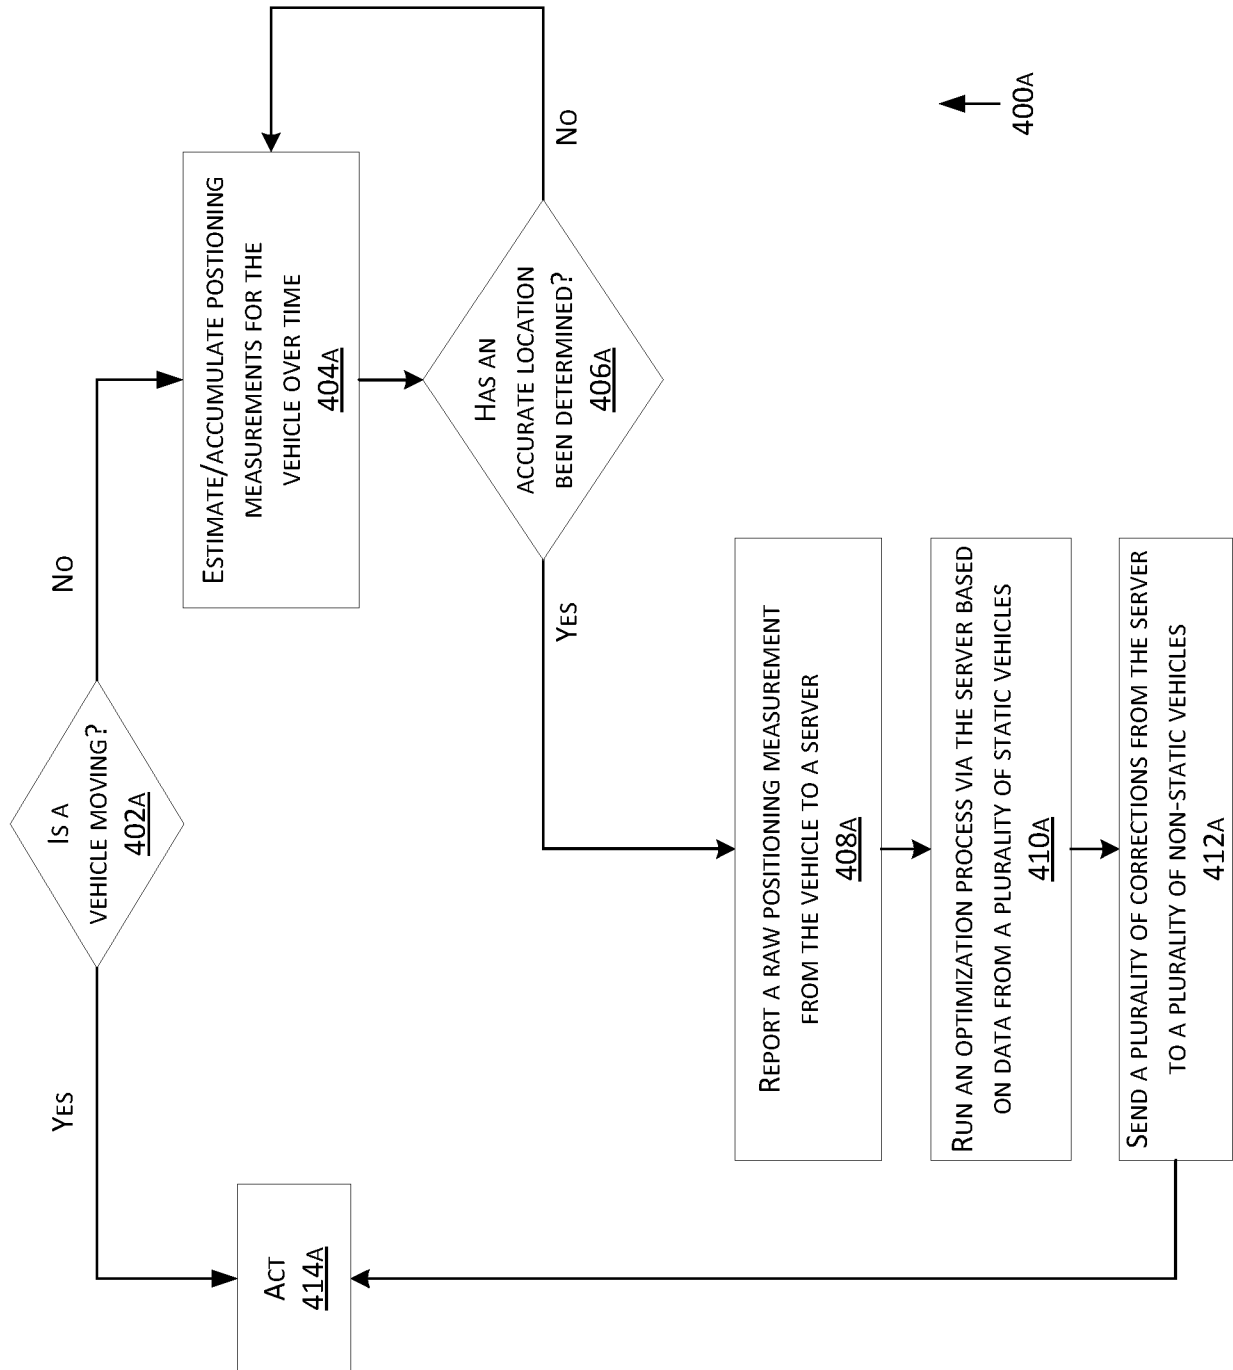 IS A
VEHICLE MOVING?
402A
YES
NO
ACT
414A
ESTIMATE/ACCUMULATE POSTIONING
MEASUREMENTS FOR THE
VEHICLE OVER TIME
404A
HAS AN
ACCURATE LOCATION
BEEN DETERMINED?
406A
YES
NO
REPORT A RAW POSITIONING MEASUREMENT
FROM THE VEHICLE TO A SERVER
408A
RUN AN OPTIMIZATION PROCESS VIA THE SERVER BASED
ON DATA FROM A PLURALITY OF STATIC VEHICLES
410A
SEND A PLURALITY OF CORRECTIONS FROM THE SERVER
TO A PLURALITY OF NON-STATIC VEHICLES
412A
400A